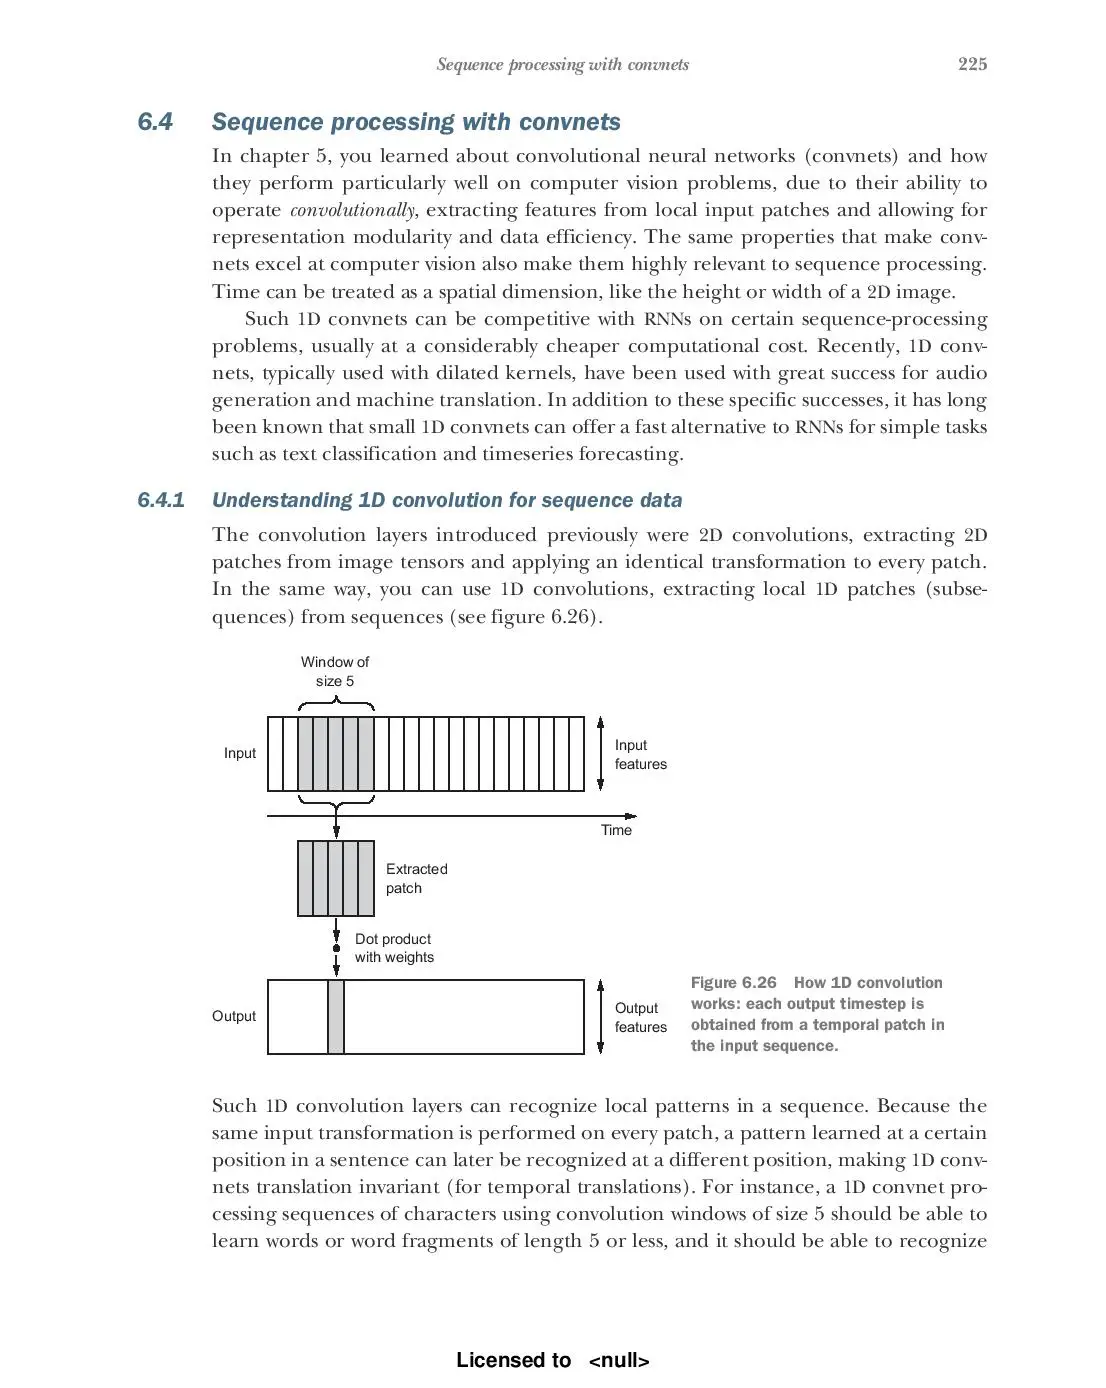 Sequence processing with convnets 225
6.4 Sequence processing with convnets
In chapter 5, you learned about convolutional neural networks (convnets) and how
they perform particularly well on computer vision problems, due to their ability to
operate convolutionally, extracting features from local input patches and allowing for
representation modularity and data efficiency. The same properties that make conv-
nets excel at computer vision also make them highly relevant to sequence processing.
Time can be treated as a spatial dimension, like the height or width of a 2D image.
Such 1D convnets can be competitive with RNNs on certain sequence-processing
problems, usually at a considerably cheaper computational cost. Recently, 1D conv-
nets, typically used with dilated kernels, have been used with great success for audio
generation and machine translation. In addition to these specific successes, it has long
been known that small 1D convnets can offer a fast alternative to RNNs for simple tasks
such as text classification and timeseries forecasting.
6.4.1 Understanding 1D convolution for sequence data
The convolution layers introduced previously were 2D convolutions, extracting 2D
patches from image tensors and applying an identical transformation to every patch.
In the same way, you can use 1D convolutions, extracting local 1D patches (subse-
quences) from sequences (see figure 6.26).
Window of
size 5
Input
Input
features
Time
Extracted
patch
Dot product
with weights
Output
Output
features
Figure 6.26 How 1D convolution
works: each output timestep is
obtained from a temporal patch in
the input sequence.
Such 1D convolution layers can recognize local patterns in a sequence. Because the
same input transformation is performed on every patch, a pattern learned at a certain
position in a sentence can later be recognized at a different position, making 1D conv-
nets translation invariant (for temporal translations). For instance, a 1D convnet pro-
cessing sequences of characters using convolution windows of size 5 should be able to
learn words or word fragments of length 5 or less, and it should be able to recognize
Licensed to <null>